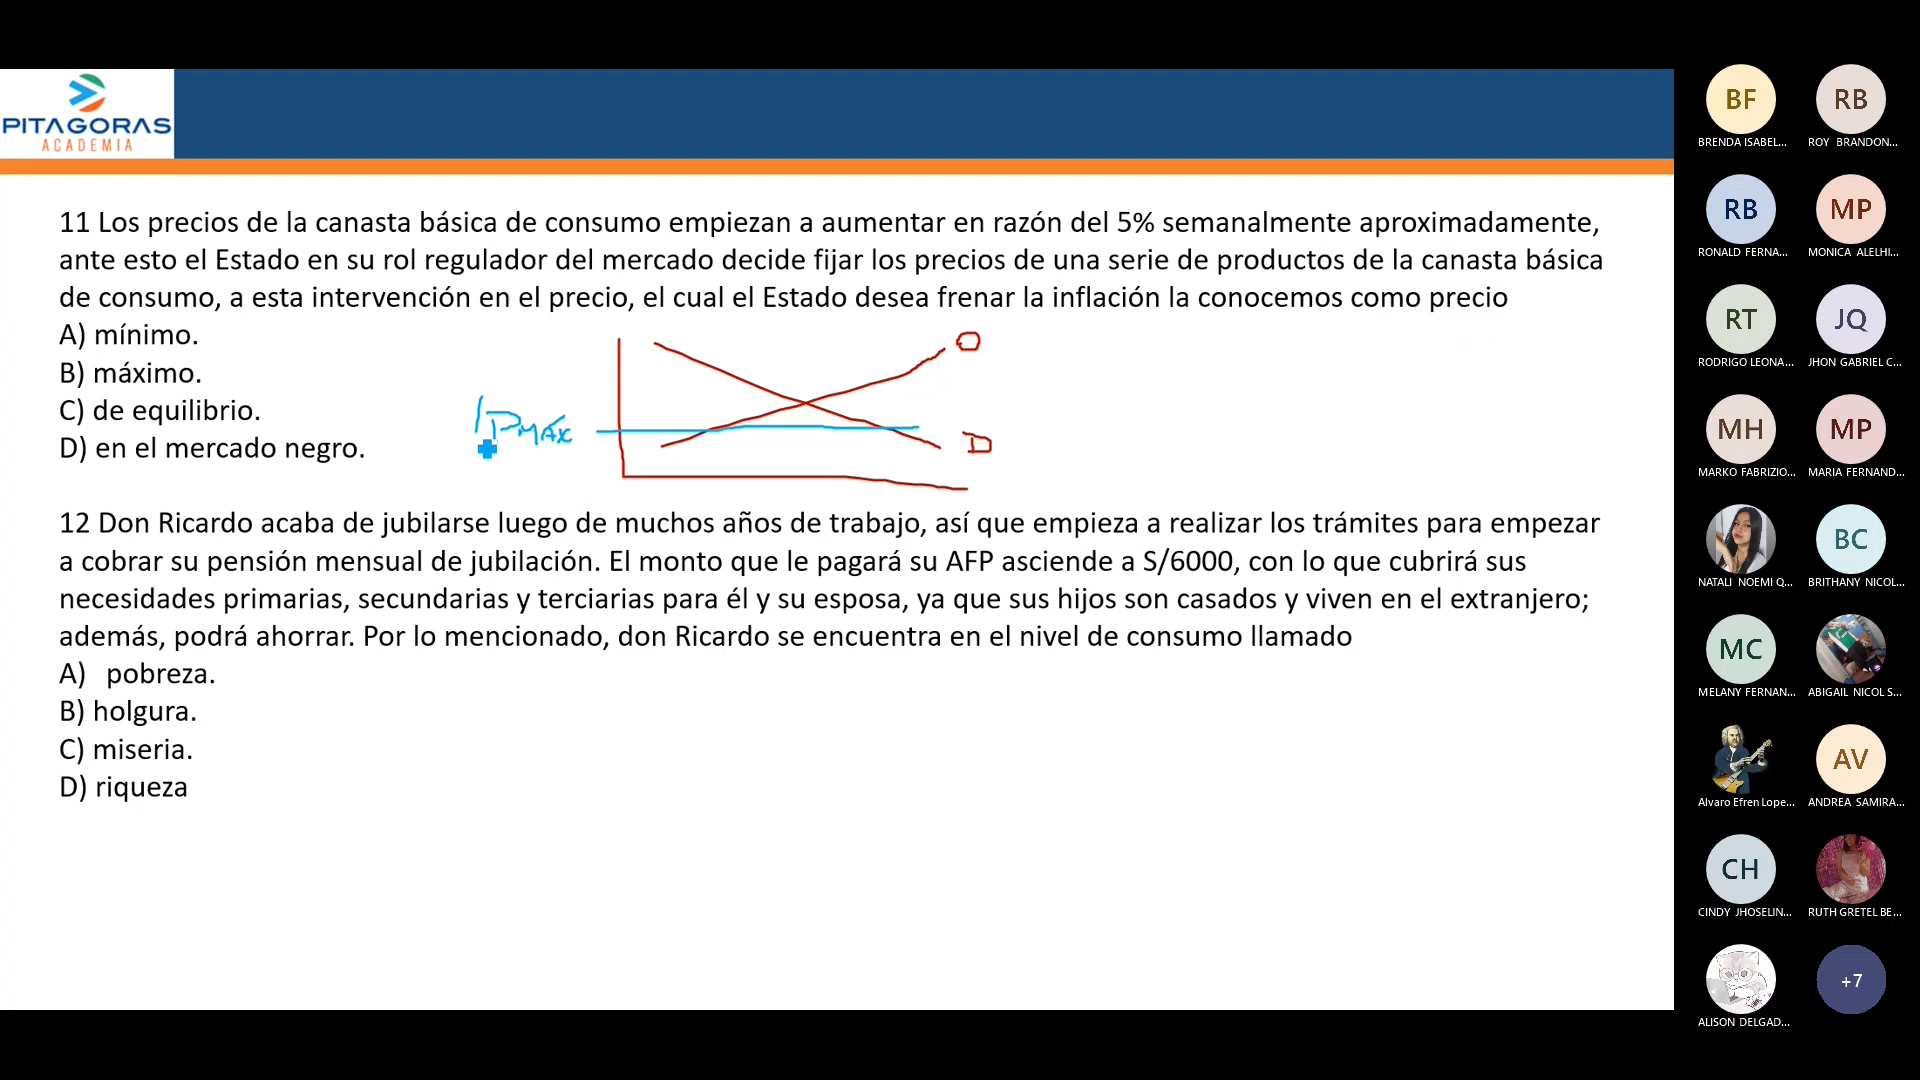 PITAGORAS
ACADEMIA
11 Los precios de la canasta básica de consumo empiezan a aumentar en razón del 5% semanalmente aproximadamente,
ante esto el Estado en su rol regulador del mercado decide fijar los precios de una serie de productos de la canasta básica
de consumo, a esta intervención en el precio, el cual el Estado desea frenar la inflación la conocemos como precio
A) mínimo.
B) máximo.
C) de equilibrio.
D) en el mercado negro.
O
PMÁX
D
12 Don Ricardo acaba de jubilarse luego de muchos años de trabajo, así que empieza a realizar los trámites para empezar
a cobrar su pensión mensual de jubilación. El monto que le pagará su AFP asciende a S/6000, con lo que cubrirá sus
necesidades primarias, secundarias y terciarias para él y su esposa, ya que sus hijos son casados y viven en el extranjero;
además, podrá ahorrar. Por lo mencionado, don Ricardo se encuentra en el nivel de consumo llamado
A) pobreza.
B) holgura.
C) miseria.
D) riqueza
BF
BRENDA ISABEL...
RB
ROY BRANDON...
RB
RONALD FERNA...
MP
MONICA ALELHI...
RT
RODRIGO LEONA...
JQ
JHON GABRIEL C...
MH
MARKO FABRIZIO...
MP
MARIA FERNAND...
NATALI NOEMI Q...
BC
BRITHANY NICOL...
MC
MELANY FERNAN...
ABIGAIL NICOL S...
Alvaro Efren Lope...
AV
ANDREA SAMIRA...
CH
CINDY JHOSELIN...
RUTH GRETEL BE...
ALISON DELGAD...
+7